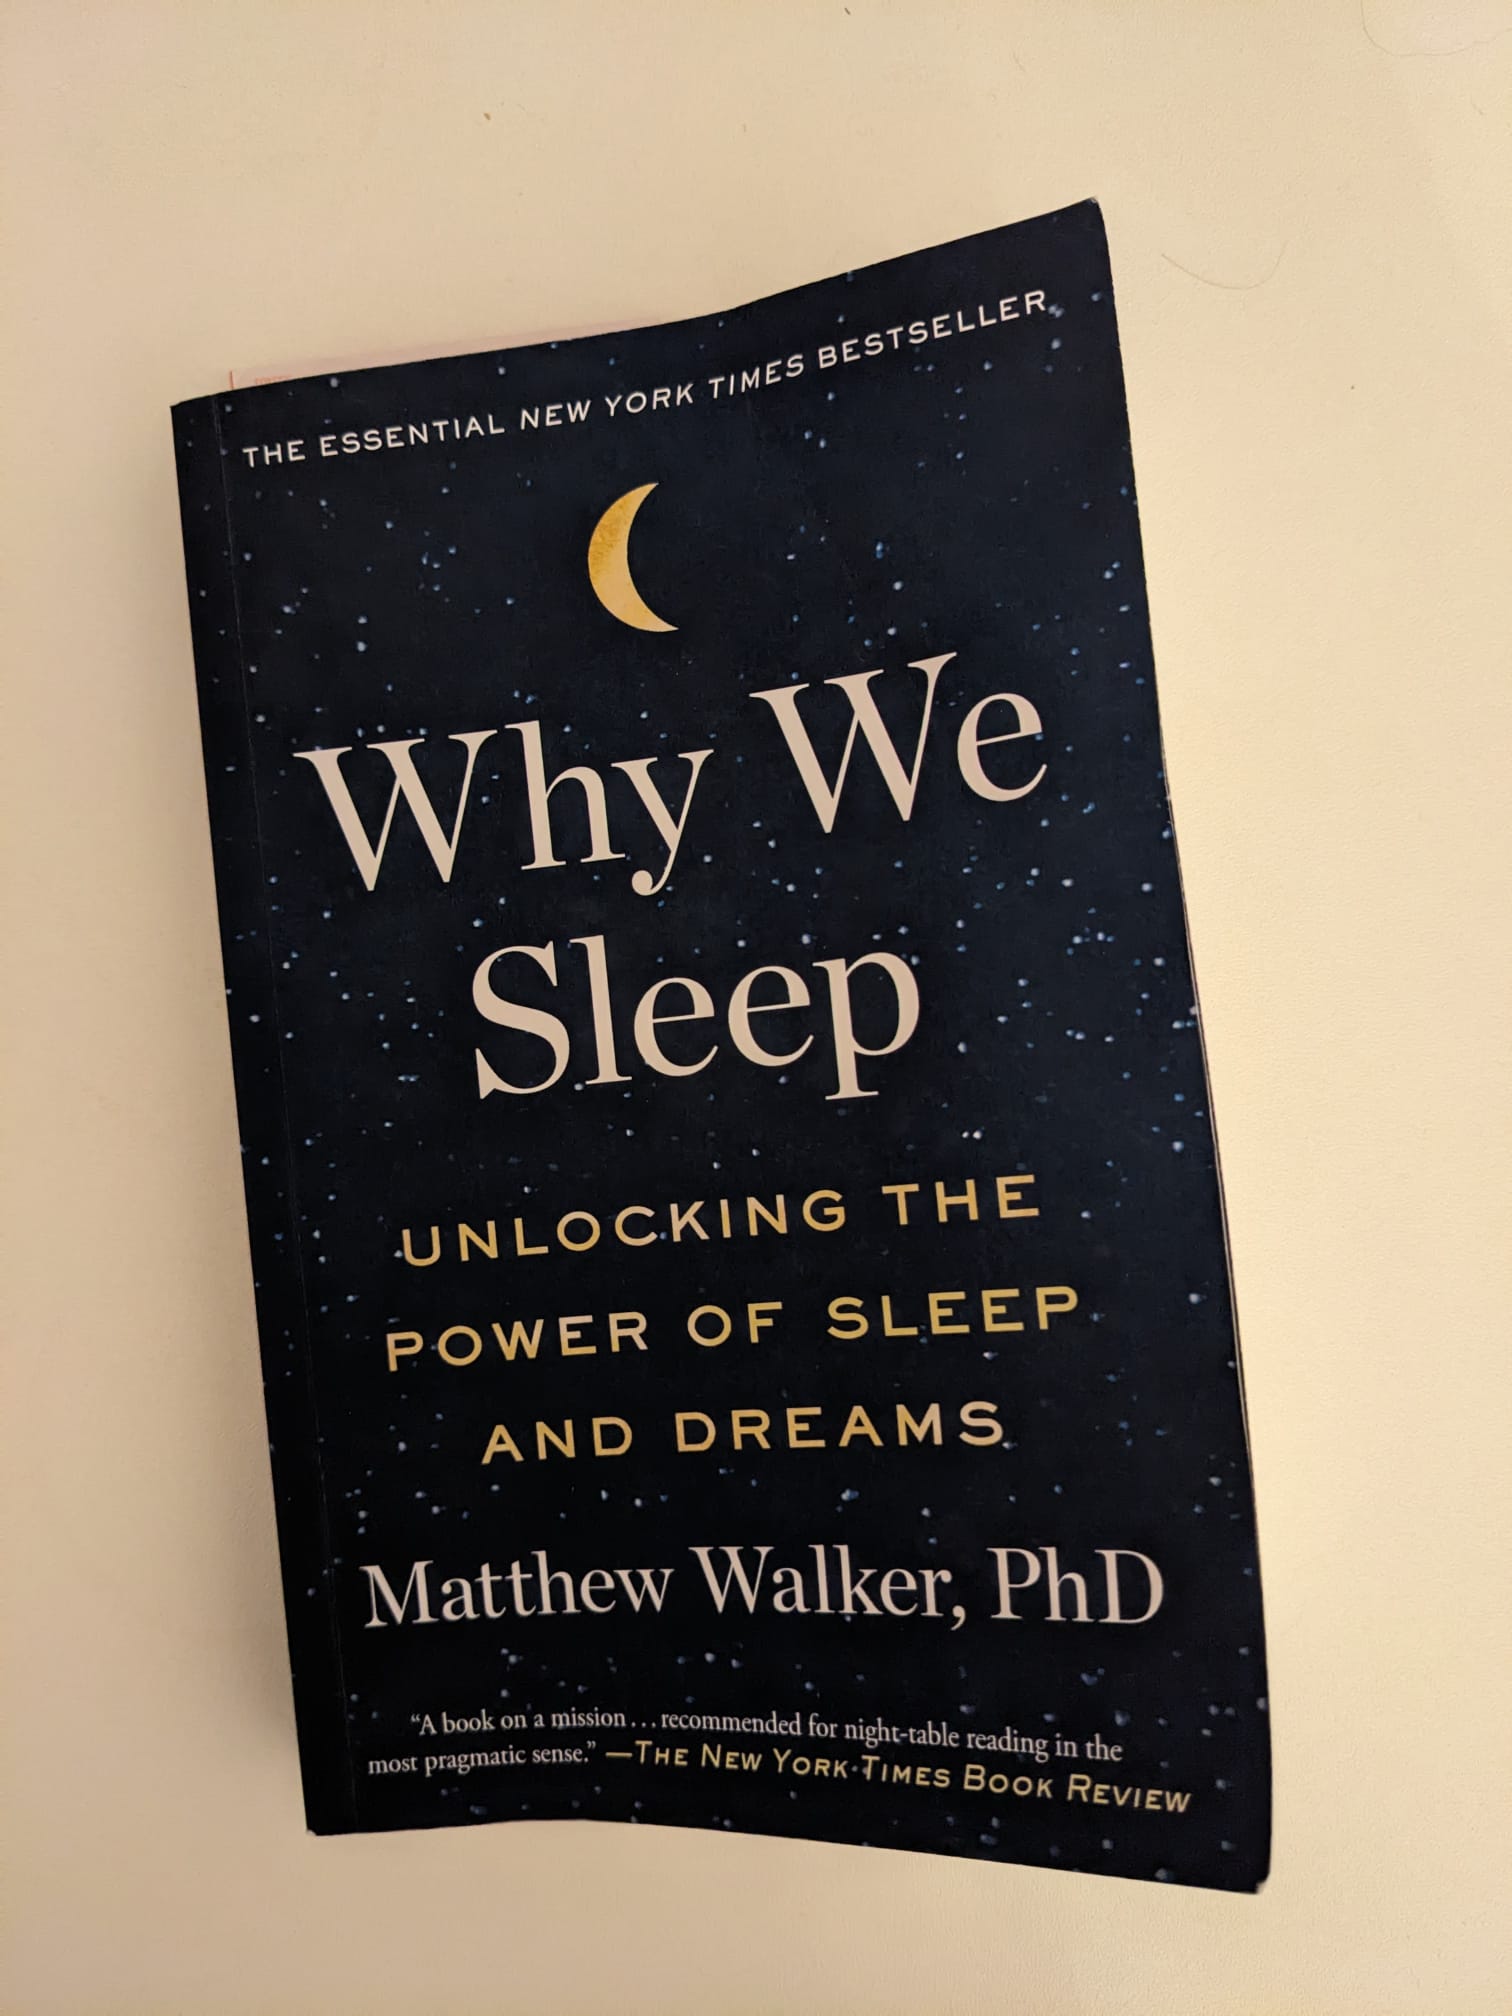 THE ESSENTIAL NEW YORK TIMES BESTSELLER
Why We
Sleep
UNLOCKING THE
POWER OF SLEEP
AND DREAMS
Matthew Walker, PhD
“A book on a mission . . . recommended for night-table reading in the
most pragmatic sense.” —THE NEW YORK TIMES BOOK REVIEW